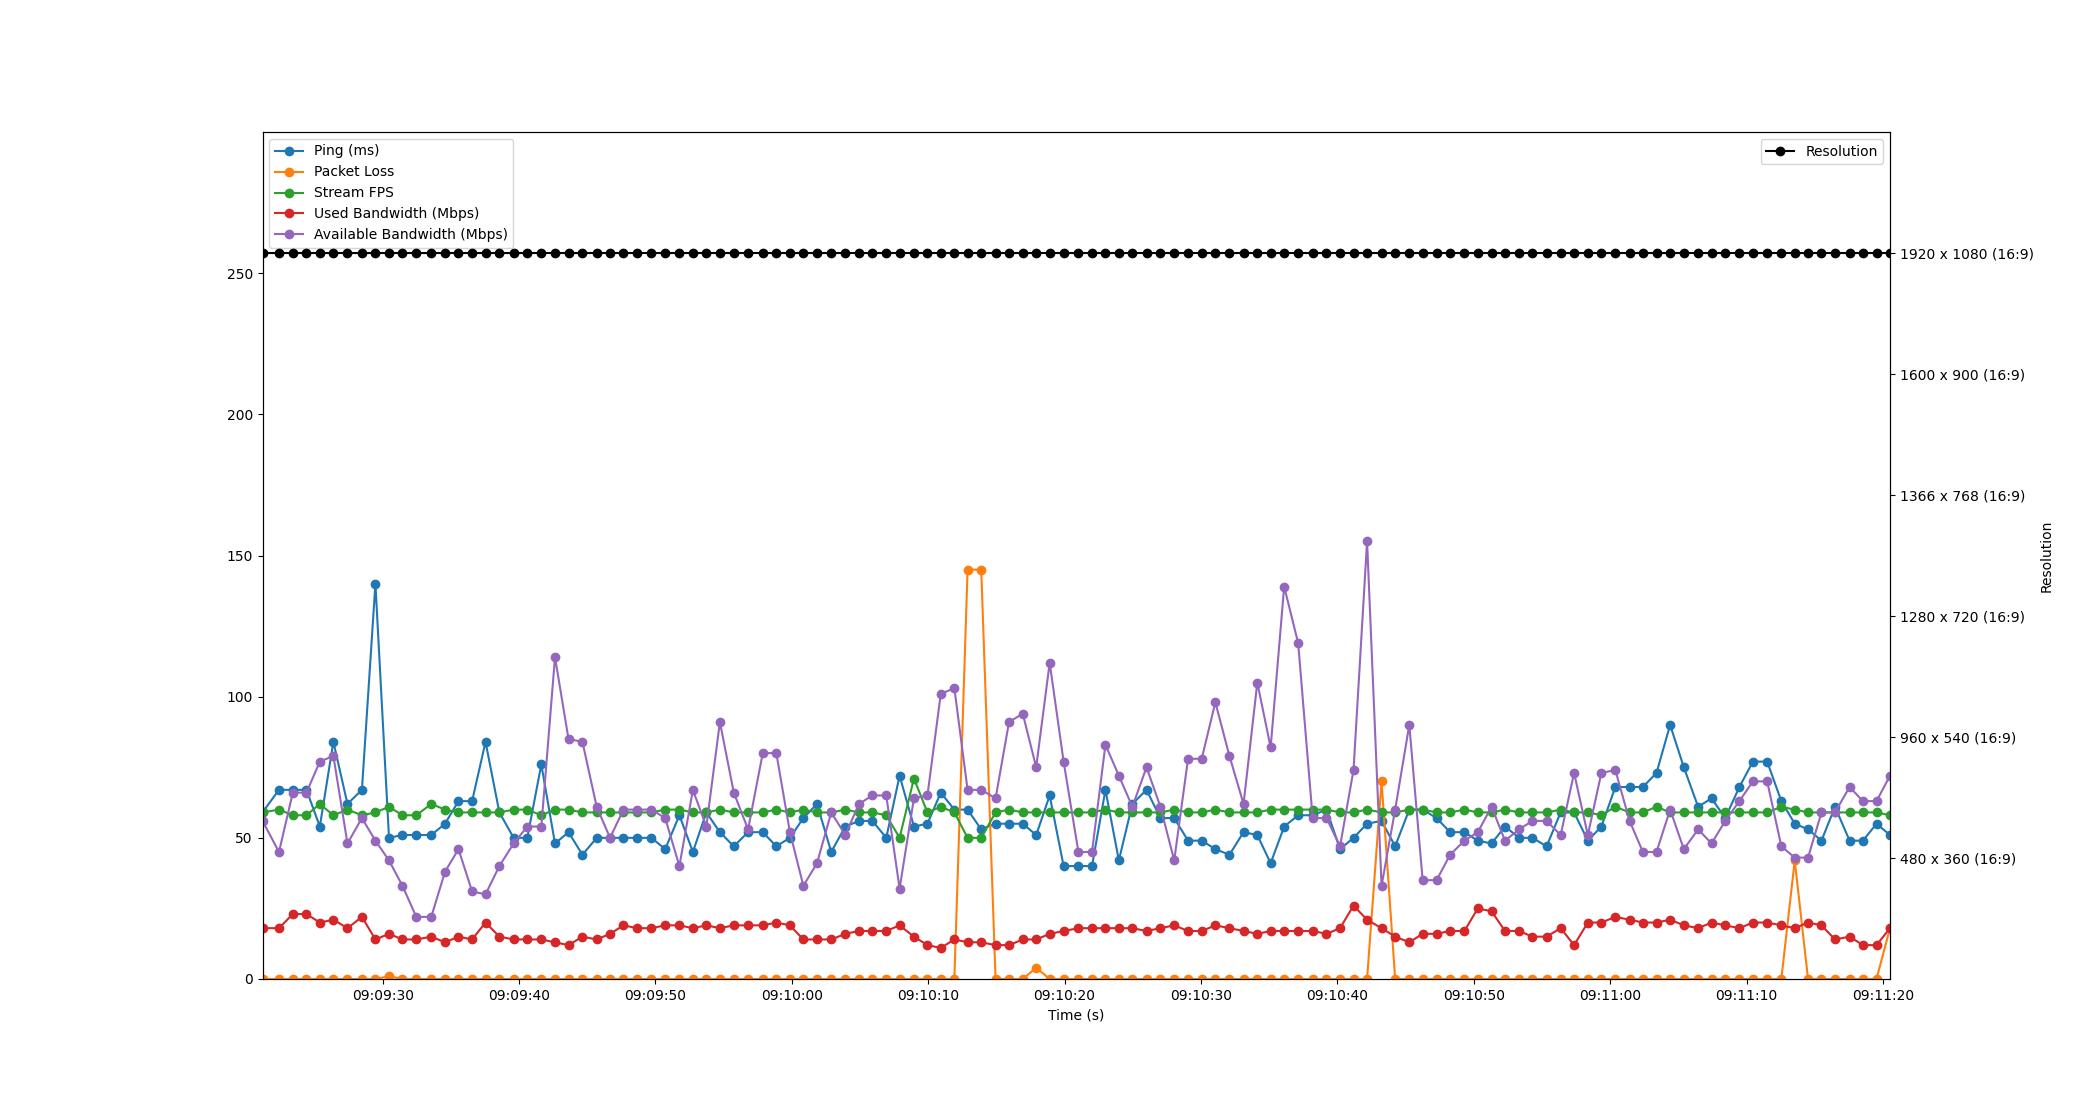 Ping (ms)
Packet Loss
Stream FPS
Used Bandwidth (Mbps)
Available Bandwidth (Mbps)
Resolution
250
200
150
100
50
0
1920 x 1080 (16:9)
1600 x 900 (16:9)
1366 x 768 (16:9)
1280 x 720 (16:9)
960 x 540 (16:9)
480 x 360 (16:9)
Resolution
09:09:30 09:09:40 09:09:50 09:10:00 09:10:10 09:10:20 09:10:30 09:10:40 09:10:50 09:11:00 09:11:10 09:11:20
Time (s)